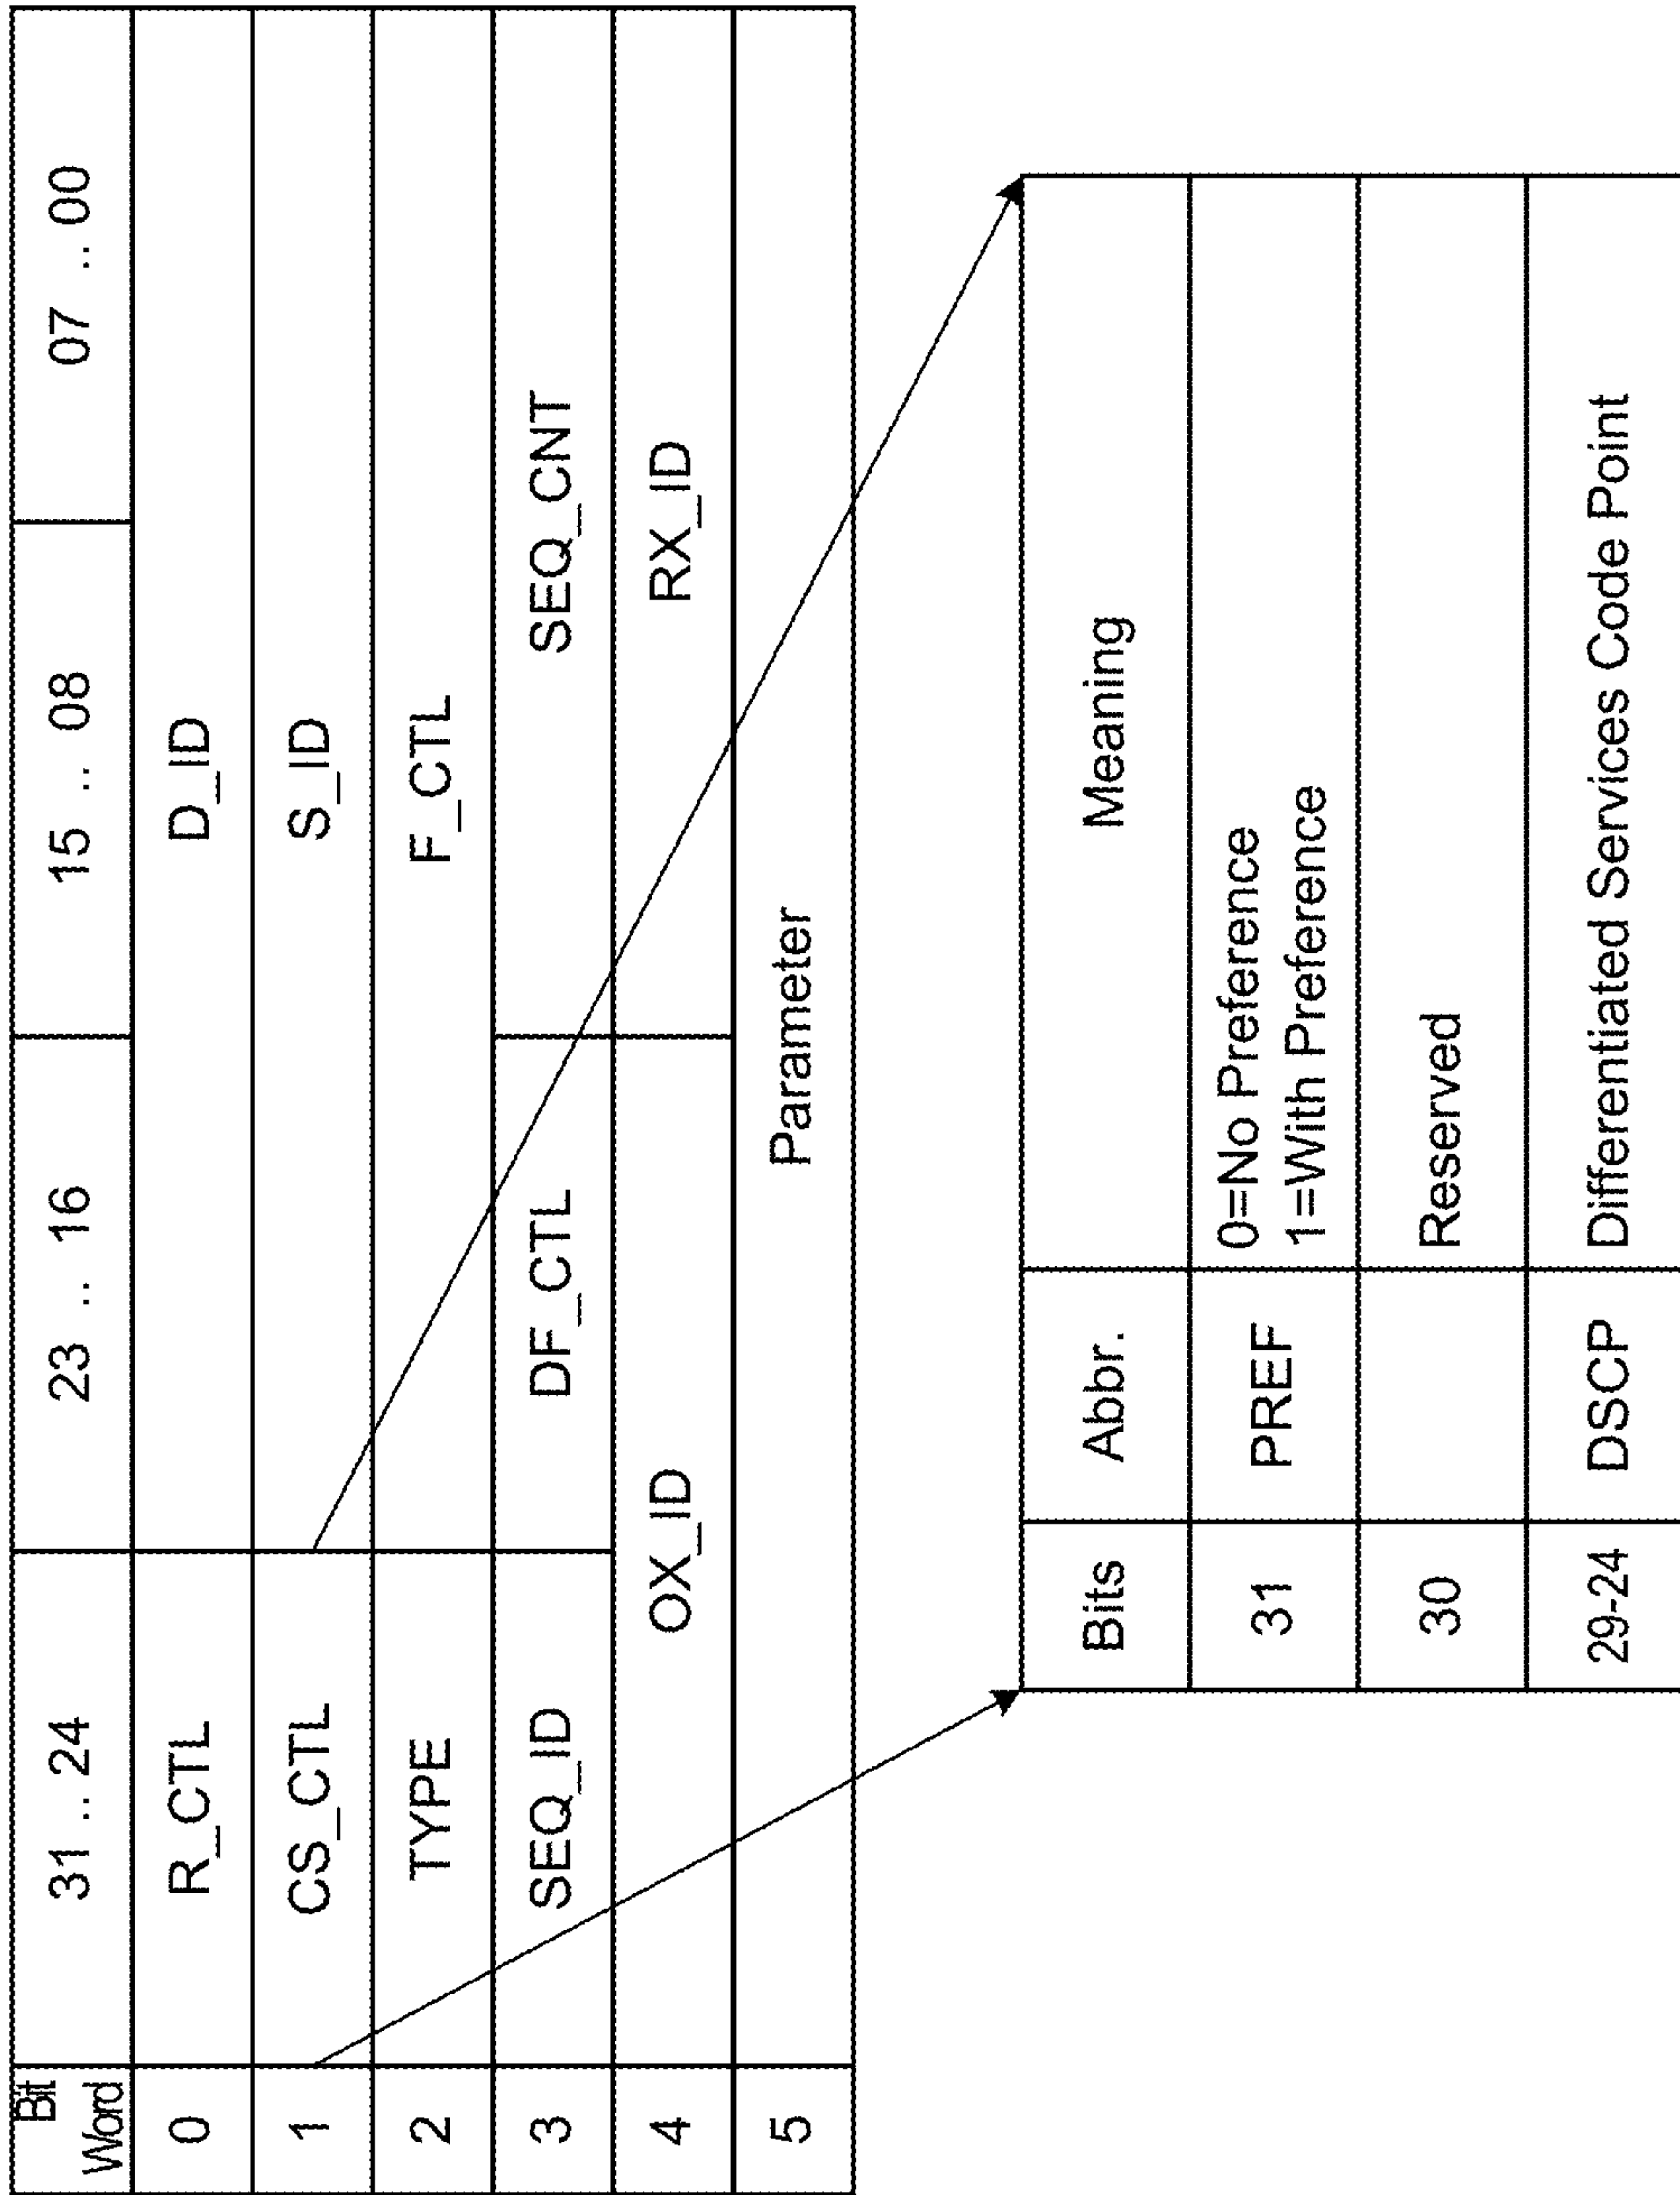 Bit
Word
31 .. 24
23 .. 16
15 .. 08
07 .. 00
0
R_CTL
D_ID
1
CS_CTL
S_ID
2
TYPE
F_CTL
3
SEQ_ID
DF_CTL
SEQ_CNT
4
OX_ID
RX_ID
5
Parameter
Bits
Abbr.
Meaning
31
PREF
0=No Preference
1=With Preference
30
Reserved
29-24
DSCP
Differentiated Services Code Point